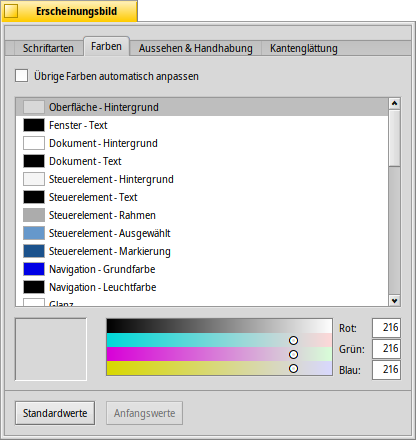 Erscheinungsbild
Schriftarten Farben Aussehen & Handhabung Kantenglättung
Übrige Farben automatisch anpassen
Oberfläche - Hintergrund
Fenster - Text
Dokument - Hintergrund
Dokument - Text
Steuerelement - Hintergrund
Steuerelement - Text
Steuerelement - Rahmen
Steuerelement - Ausgewählt
Steuerelement - Markierung
Navigation - Grundfarbe
Navigation - Leuchtfarbe
Glanz
Rot: 216
Grün: 216
Blau: 216
Standardwerte Anfangswerte